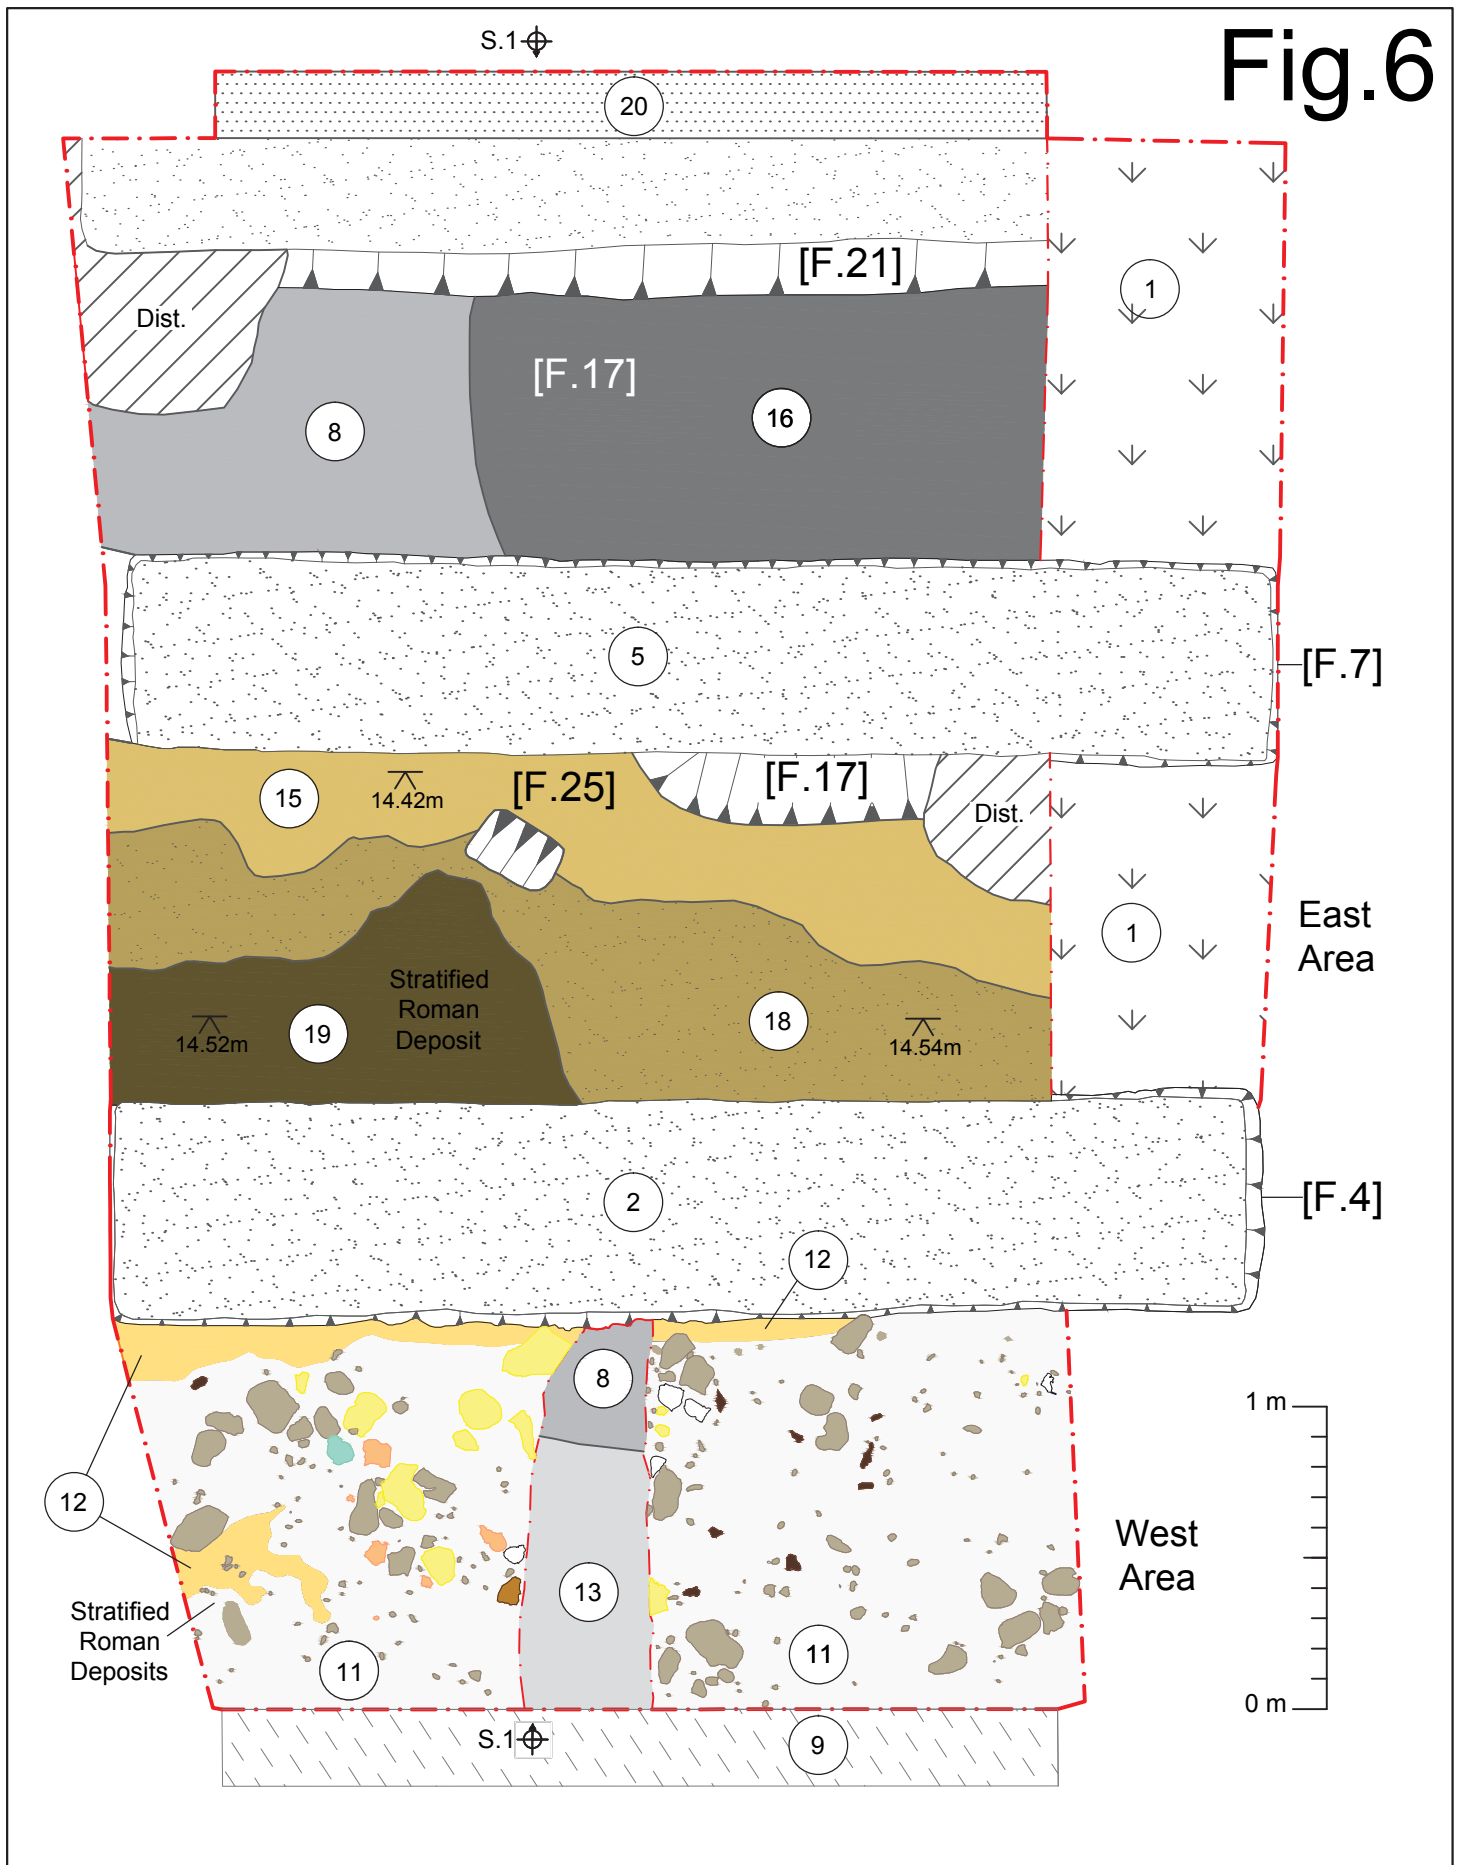 Fig.6
S.1
20
[F.21]
1
Dist.
[F.17]
8
16
5
[F.7]
15
14.42m
[F.25]
[F.17]
Dist.
East
Area
1
Stratified
Roman
Deposit
19
14.52m
18
14.54m
2
[F.4]
12
8
1 m
12
West
Area
13
Stratified
Roman
Deposits
11
11
0 m
S.1
9